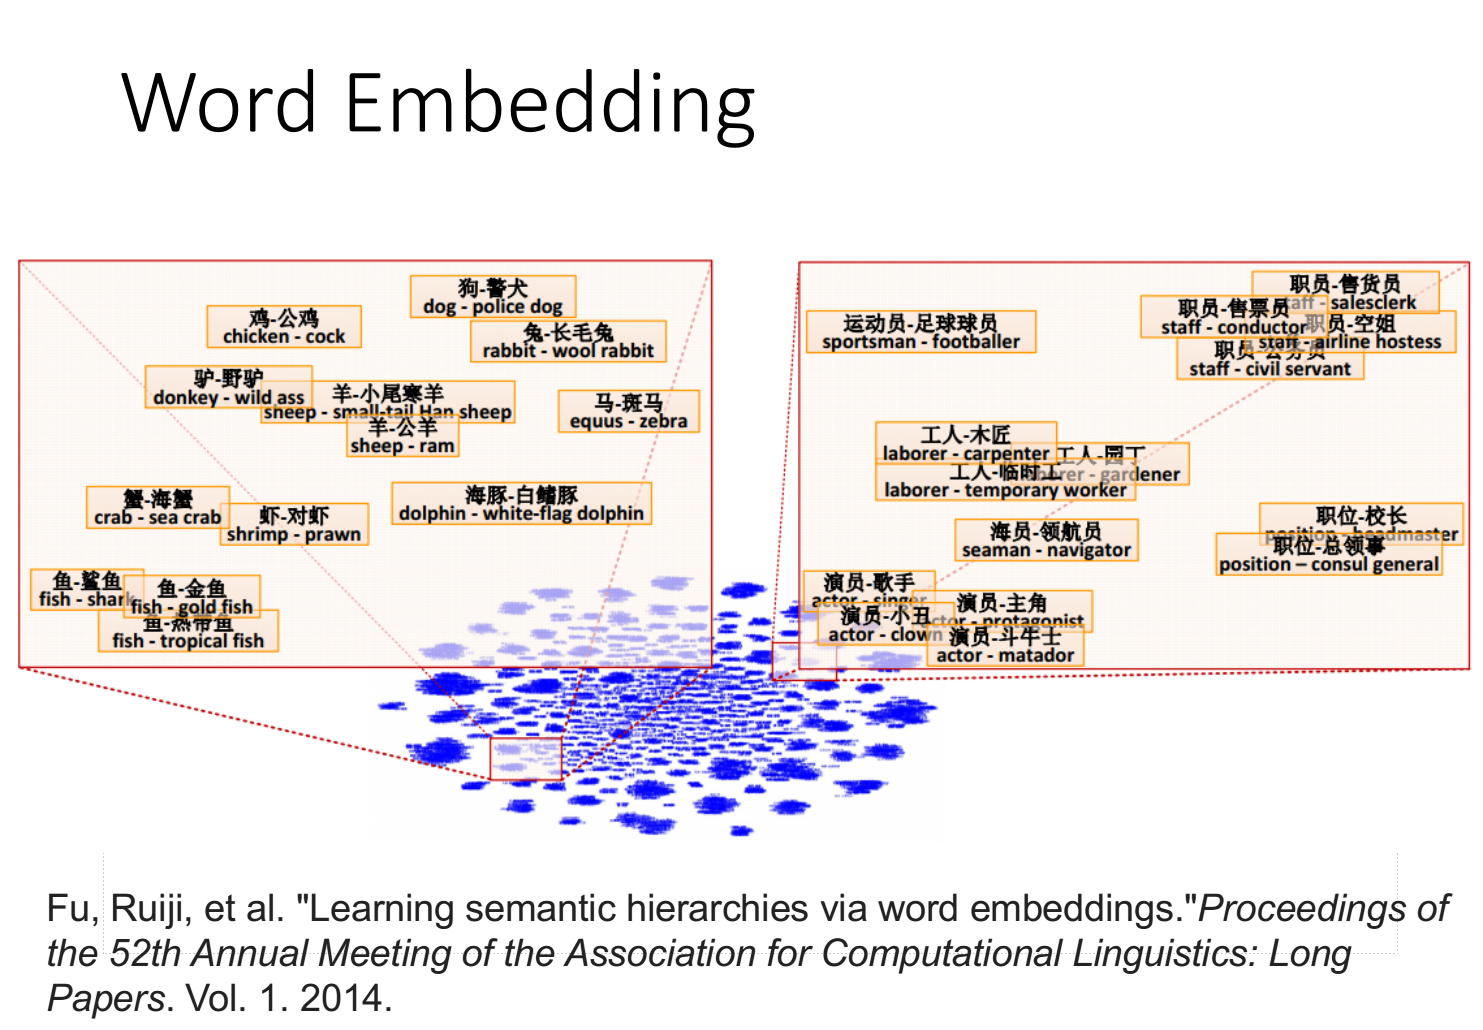 Word Embedding
狗-警犬
dog - police dog
鸡-公鸡
chicken - cock
兔-长毛兔
rabbit - wool rabbit
驴-野驴
donkey - wild ass
羊-小尾寒羊
sheep - small-tail Han sheep
马-斑马
equus - zebra
羊-公羊
sheep - ram
蟹-海蟹
crab - sea crab
虾-对虾
shrimp - prawn
海豚-白鳍豚
dolphin - white-flag dolphin
鱼-鲨鱼
fish - shark
鱼-金鱼
fish - gold fish
鱼-热带鱼
fish - tropical fish
职员-售货员
staff - salesclerk
职员-售票员
staff - conductor
职员-空姐
staff - airline hostess
运动员-足球球员
sportsman - footballer
职员-公务员
staff - civil servant
工人-木匠
laborer - carpenter
工人-园丁
laborer - gardener
工人-临时工
laborer - temporary worker
海员-领航员
seaman - navigator
职位-校长
position - headmaster
职位-总领事
position – consul general
演员-歌手
actor - singer
演员-主角
actor - protagonist
演员-小丑
actor - clown
演员-斗牛士
actor - matador
Fu, Ruiji, et al. "Learning semantic hierarchies via word embeddings."Proceedings of
the 52th Annual Meeting of the Association for Computational Linguistics: Long
Papers. Vol. 1. 2014.